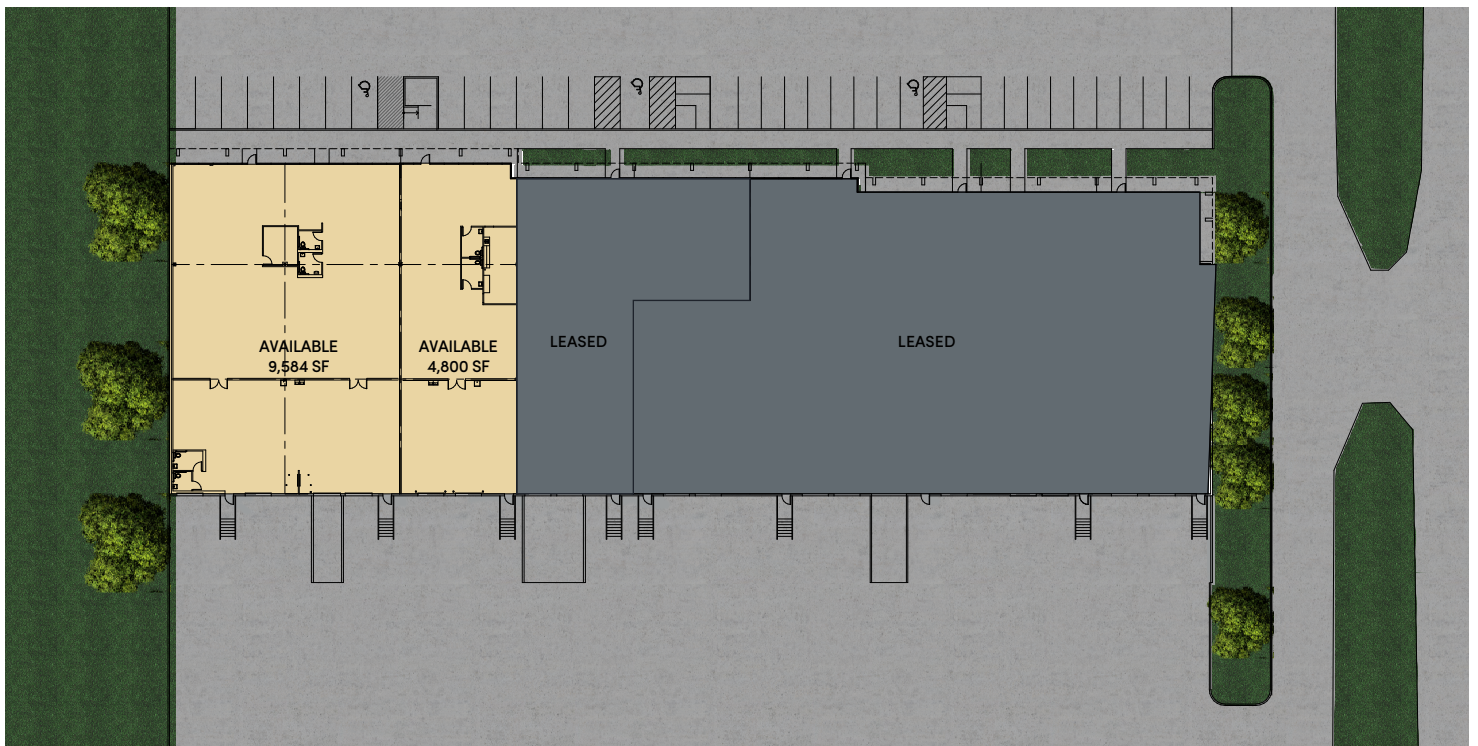 AVAILABLE
9,584 SF
AVAILABLE
4,800 SF
LEASED
LEASED